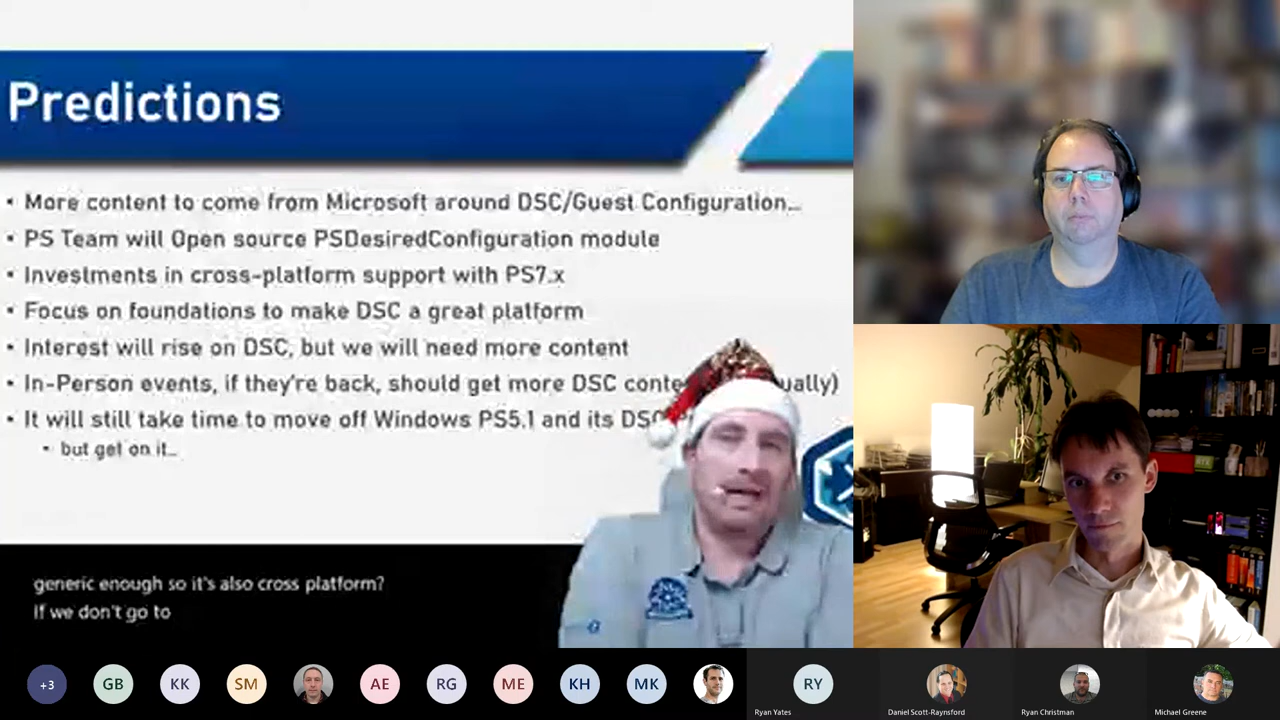 Predictions
• More content to come from Microsoft around DSC/Guest Configuration...
• PS Team will Open source PSDesiredConfiguration module
• Investments in cross-platform support with PS7.x
• Focus on foundations to make DSC a great platform
• Interest will rise on DSC, but we will need more content
• In-Person events, if they're back, should get more DSC conte ually)
• It will still take time to move off Windows PS5.1 and its DSC
• but get on it...
generic enough so it's also cross platform?
If we don't go to
+3 GB KK SM AE RG ME KH MK RY
Ryan Yates Daniel Scott-Raynsford Ryan Christman Michael Greene